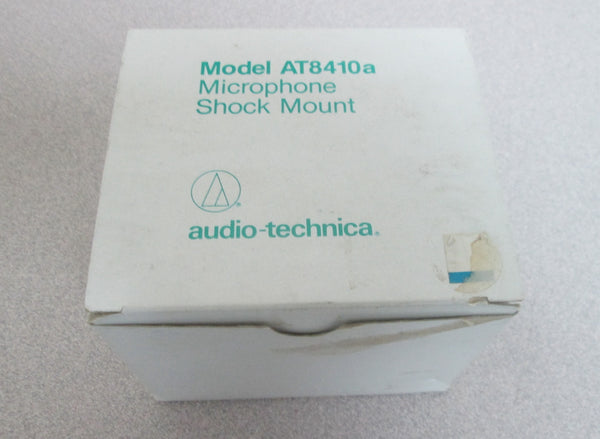 Model AT8410a
Microphone
Shock Mount
audio-technica®